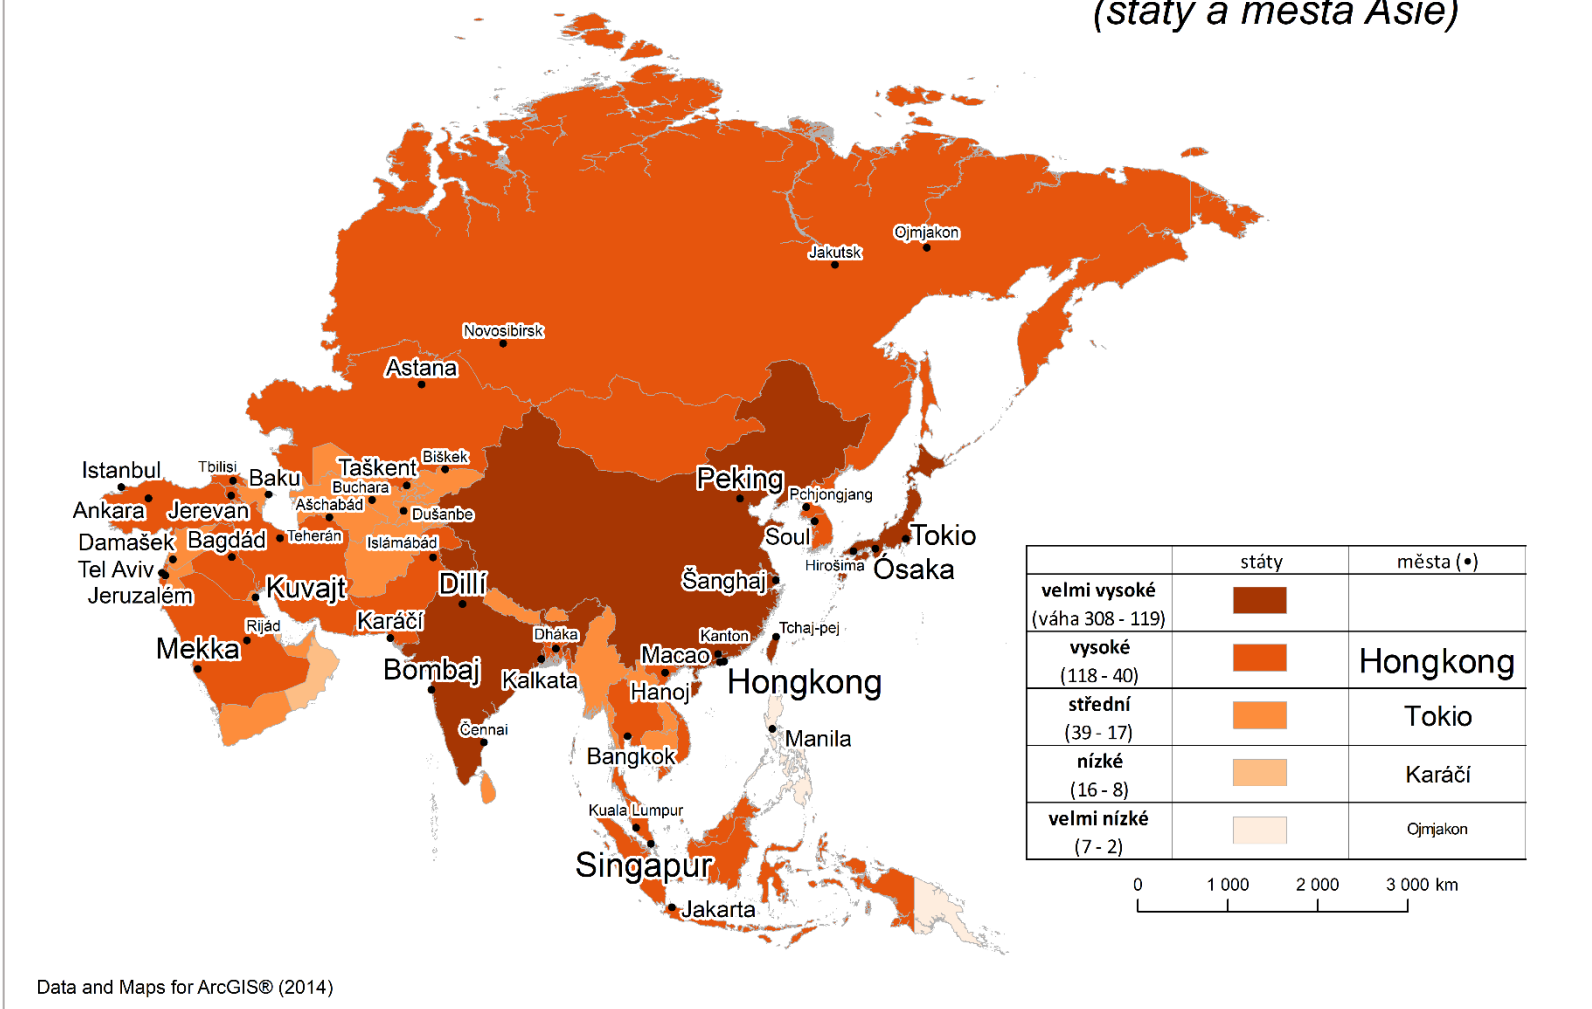 (státy a města Asie)
Ojmjakon
Jakutsk
Novosibirsk
Astana
Biškek
Istanbul
Tbilisi
Baku
Taškent
Buchara
Peking
Pchjongjang
Ankara
Jerevan
Ašchabád
Dušanbe
Soul
Tokio
Damašek
Bagdád
Teherán
Islámábád
Hirošima
Ósaka
Tel Aviv
Jeruzalém
Kuvajt
Dillí
Šanghaj
Karáčí
Rijád
Mekka
Dháka
Kanton
Tchaj-pej
Macao
Bombaj
Kalkata
Hanoj
Hongkong
Čennai
Bangkok
Manila
Kuala Lumpur
Singapur
Jakarta
státy města (•)
velmi vysoké
(váha 308 - 119)
vysoké
(118 - 40)
Hongkong
střední
(39 - 17)
Tokio
nízké
(16 - 8)
Karáčí
velmi nízké
(7 - 2)
Ojmjakon
0 1 000 2 000 3 000 km
Data and Maps for ArcGIS® (2014)